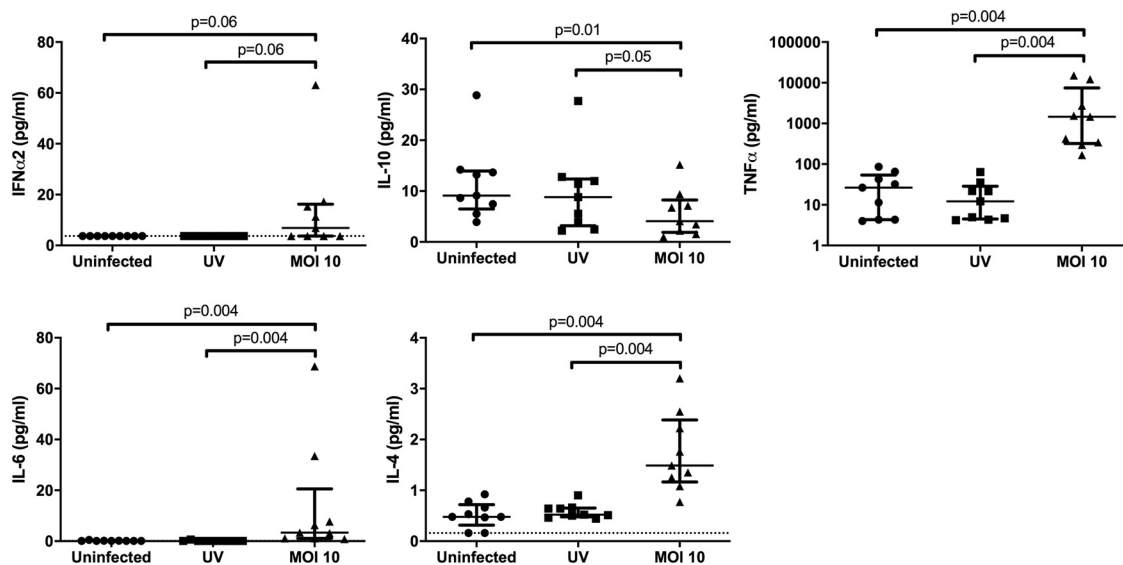 p=0.06
p=0.06
80
60
40
20
0
IFNα2 (pg/ml)
Uninfected UV MOI 10
p=0.01
p=0.05
40
30
20
10
0
IL-10 (pg/ml)
Uninfected UV MOI 10
p=0.004
p=0.004
100000
10000
1000
100
10
1
TNFα (pg/ml)
Uninfected UV MOI 10
p=0.004
p=0.004
80
60
40
20
0
IL-6 (pg/ml)
Uninfected UV MOI 10
p=0.004
p=0.004
4
3
2
1
0
IL-4 (pg/ml)
Uninfected UV MOI 10